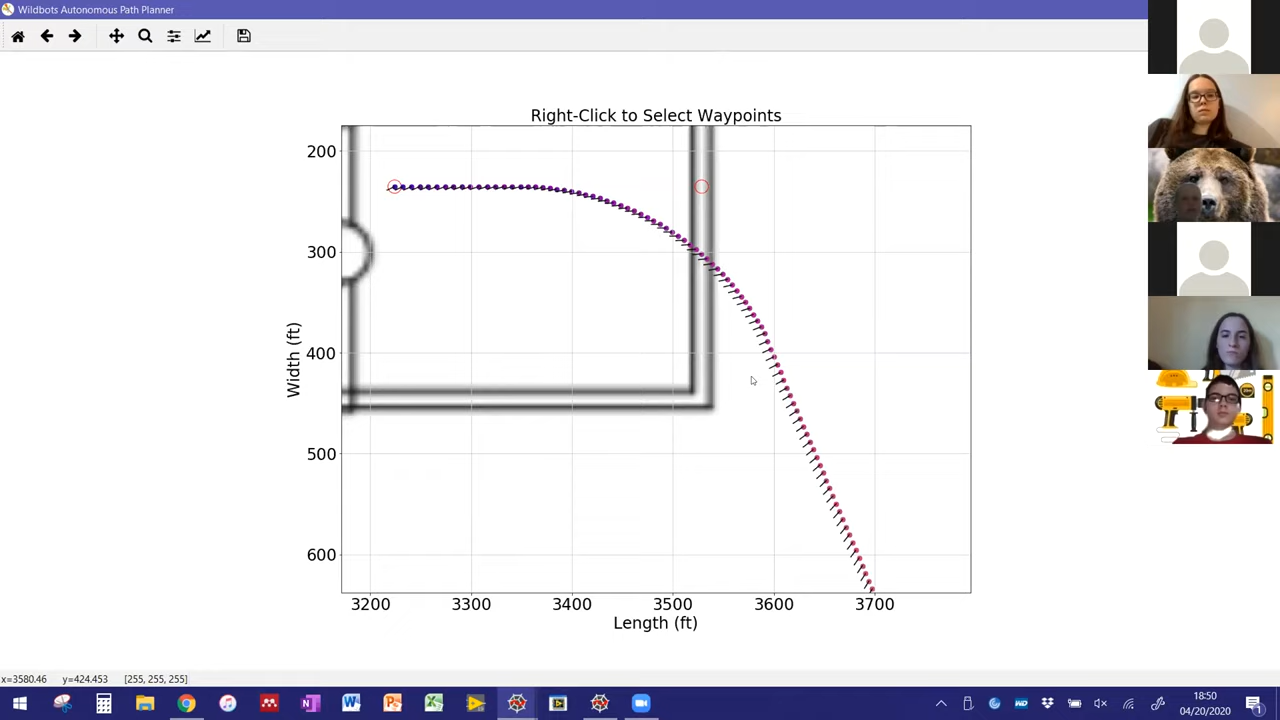 Wildbots Autonomous Path Planner
Right-Click to Select Waypoints
200
300
400
500
600
Width (ft)
3200
3300
3400
3500
3600
3700
Length (ft)
x=3580.46 y=424.453 [255, 255, 255]
18:50
04/20/2020